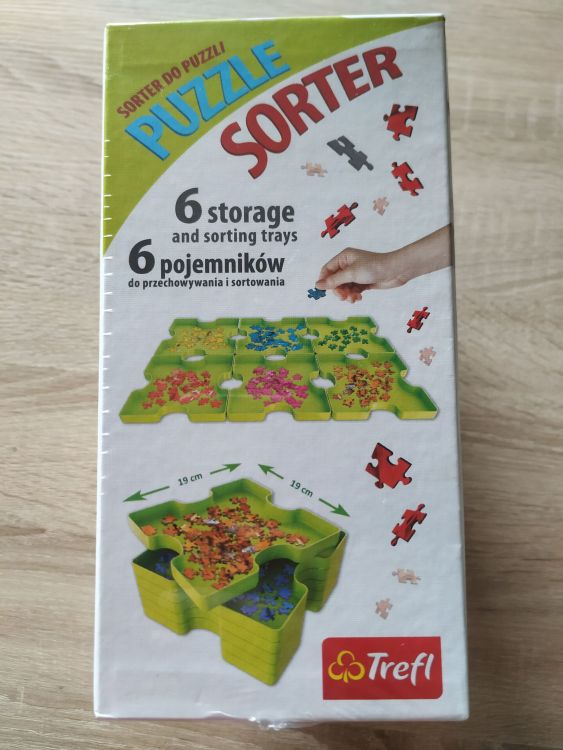 SORTER DO PUZZLI
PUZZLE
SORTER
6 storage
and sorting trays
6 pojemników
do przechowywania i sortowania
19 cm
19 cm
Trefl